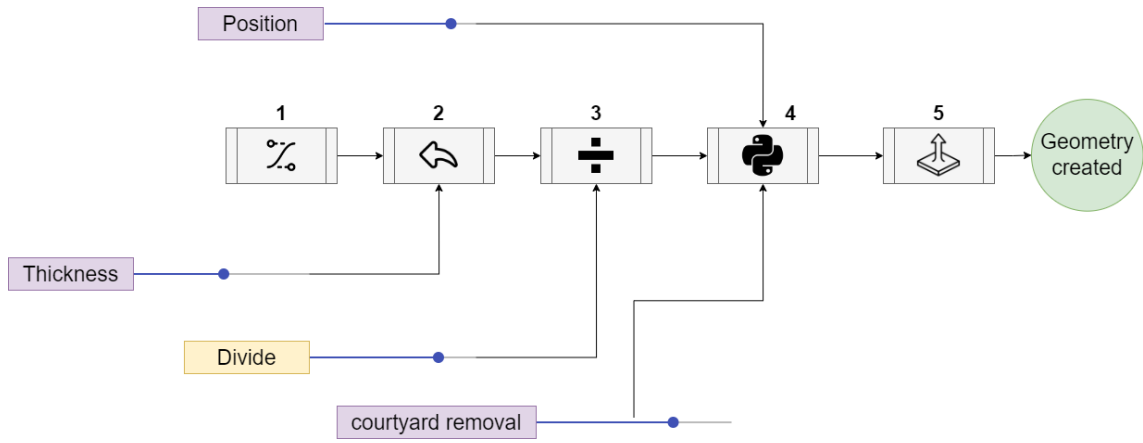 Position
1
2
3
4
5
Geometry
created
Thickness
Divide
courtyard removal